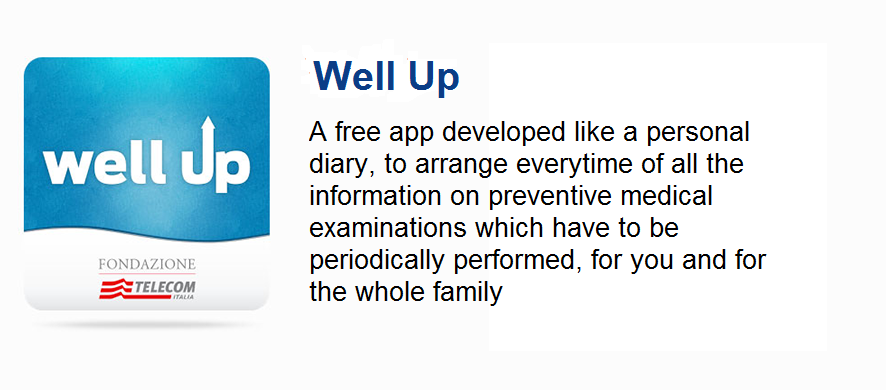 well up
FONDAZIONE
TELECOM
ITALIA
Well Up
A free app developed like a personal
diary, to arrange everytime of all the
information on preventive medical
examinations which have to be
periodically performed, for you and for
the whole family